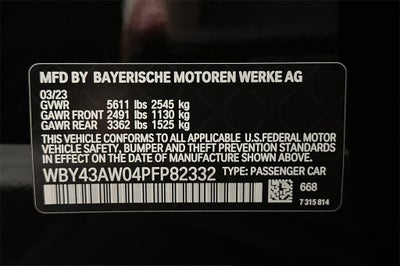 MFD BY BAYERISCHE MOTOREN WERKE AG
03/23
GVWR 5611 lbs 2545 kg
GAWR FRONT 2491 lbs 1130 kg
GAWR REAR 3362 lbs 1525 kg
THIS VEHICLE CONFORMS TO ALL APPLICABLE U.S.FEDERAL MOTOR
VEHICLE SAFETY, BUMPER, AND THEFT PREVENTION STANDARDS
IN EFFECT ON THE DATE OF MANUFACTURE SHOWN ABOVE.
WBY43AW04PFP82332 TYPE: PASSENGER CAR
668
7 315 814